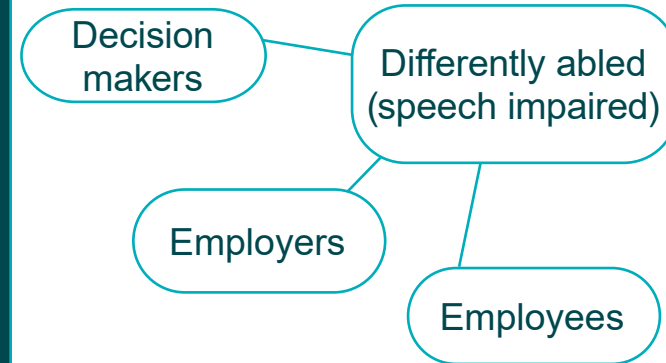 Decision
makers
Differently abled
(speech impaired)
Employers
Employees